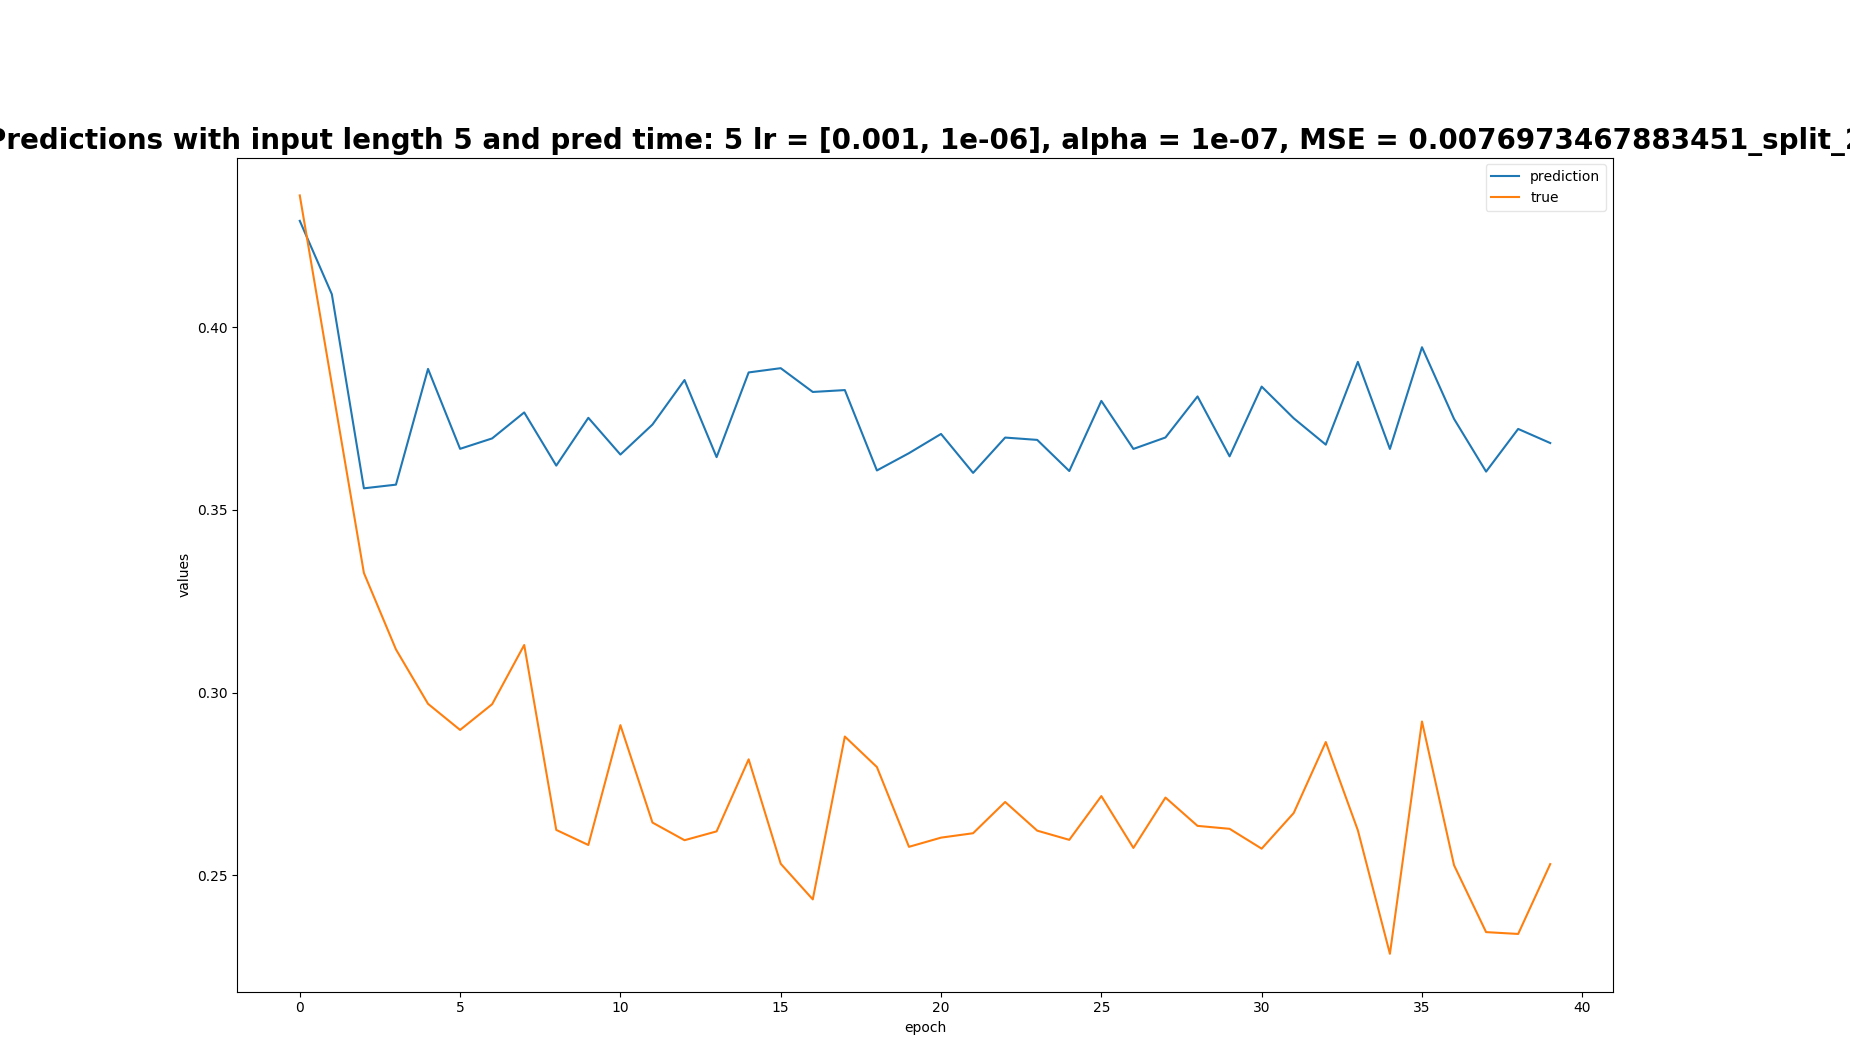 Predictions with input length 5 and pred time: 5 lr = [0.001, 1e-06], alpha = 1e-07, MSE = 0.0076973467883451_split_2
prediction
true
0.40
0.35
0.30
0.25
values
0 5 10 15 20 25 30 35 40
epoch